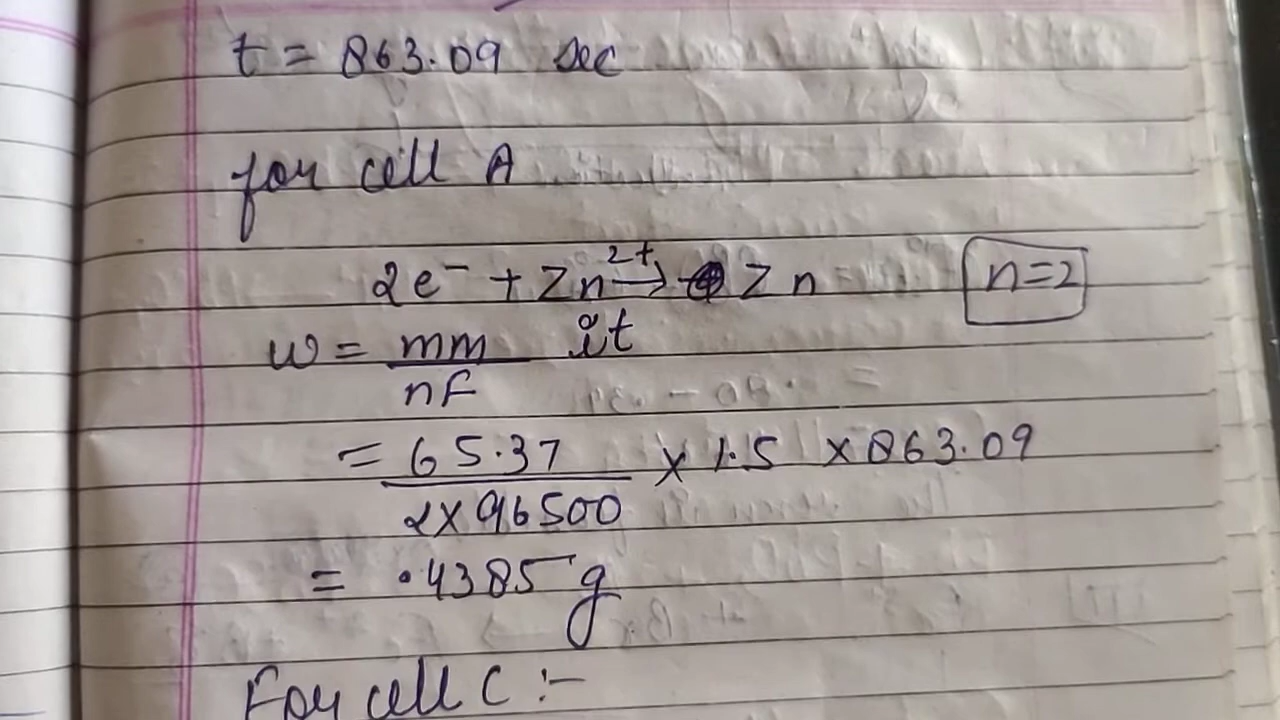 t = 863.09 sec
for cell A
2e⁻ + Zn²⁺ → Zn n=2
w = mm/nF it
= 65.37/2×96500 × 1.5 × 863.09
= .4385 g
For cell C :-